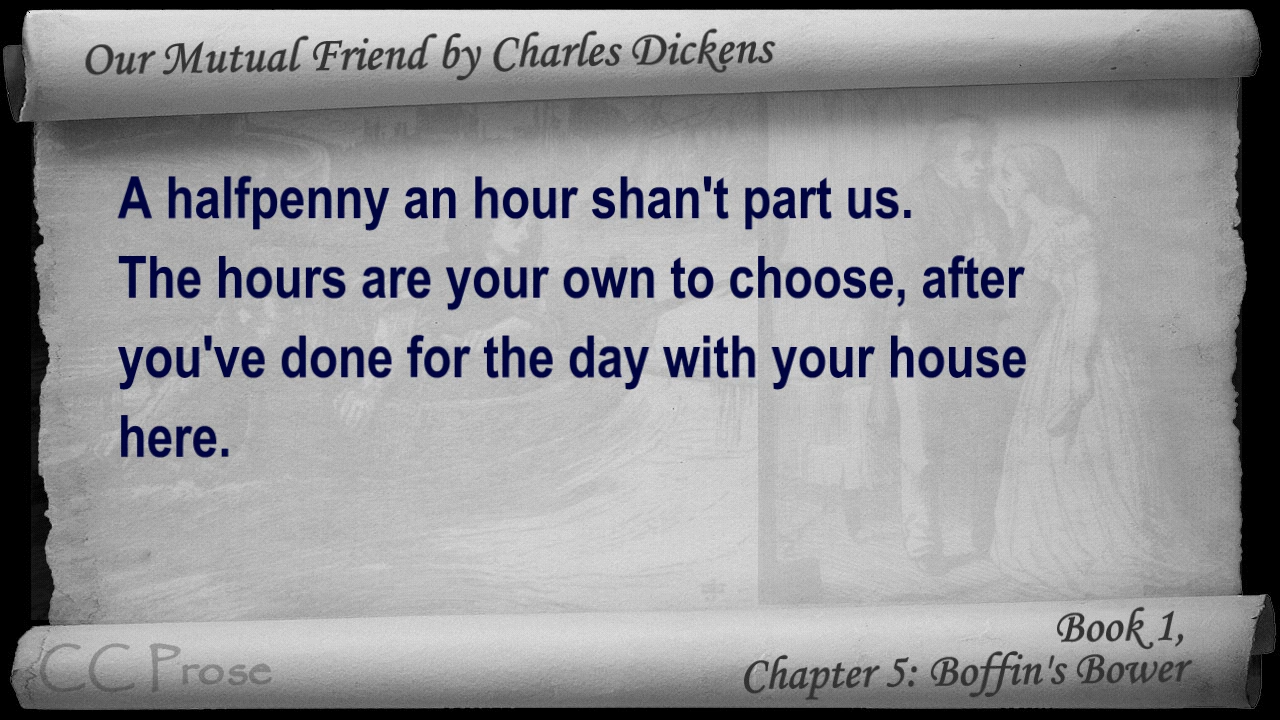 Our Mutual Friend by Charles Dickens
A halfpenny an hour shan't part us.
The hours are your own to choose, after
you've done for the day with your house
here.
Book 1,
CC Prose
Chapter 5: Boffin's Bower